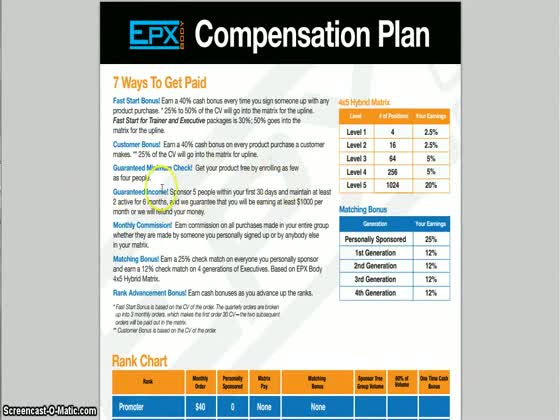 EPX BODY Compensation Plan
7 Ways To Get Paid
Fast Start Bonus! Earn a 40% cash bonus every time you sign someone up with any
product purchase. * 25% to 50% of the CV will go into the matrix for the upline.
Fast Start for Trainer and Executive packages is 30%; 50% goes into the
matrix for the upline.
Customer Bonus! Earn a 40% cash bonus on every product purchase a customer
makes. ** 25% of the CV will go into the matrix for the upline.
Guaranteed Minimum Check! Get your product free by enrolling as few
as four people.
Guaranteed Income! Sponsor 5 people within your first 30 days and maintain at least
2 active for 6 months, and we guarantee that you will be earning at least $1000 per
month or we will refund your money.
Monthly Commission! Earn commission on all purchases made in your entire group
whether they are made by someone you personally signed up or by anybody else
in your matrix.
Matching Bonus! Earn a 25% check match on everyone you personally sponsor
and earn a 12% check match on 4 generations of Executives. Based on EPX Body
4x5 Hybrid Matrix.
Rank Advancement Bonus! Earn cash bonuses as you advance up the ranks.
* Fast Start Bonus is based on the CV of the order. The quarterly orders are broken
up into 3 monthly orders, which makes the first order 30 CV—the two subsequent
orders will be paid out in the matrix.
** Customer Bonus is based on the CV of the order.
4x5 Hybrid Matrix
Level # of Positions Your Earnings
Level 1 4 2.5%
Level 2 16 2.5%
Level 3 64 5%
Level 4 256 5%
Level 5 1024 20%
Matching Bonus
Generation Your Earnings
Personally Sponsored 25%
1st Generation 12%
2nd Generation 12%
3rd Generation 12%
4th Generation 12%
Rank Chart
Rank Monthly Order Personally Sponsored Matrix Pay Matching Bonus Sponsor Tree Group Volume 60% of Volume One Time Cash Bonus
Promoter $40 0 None None
Screencast-O-Matic.com